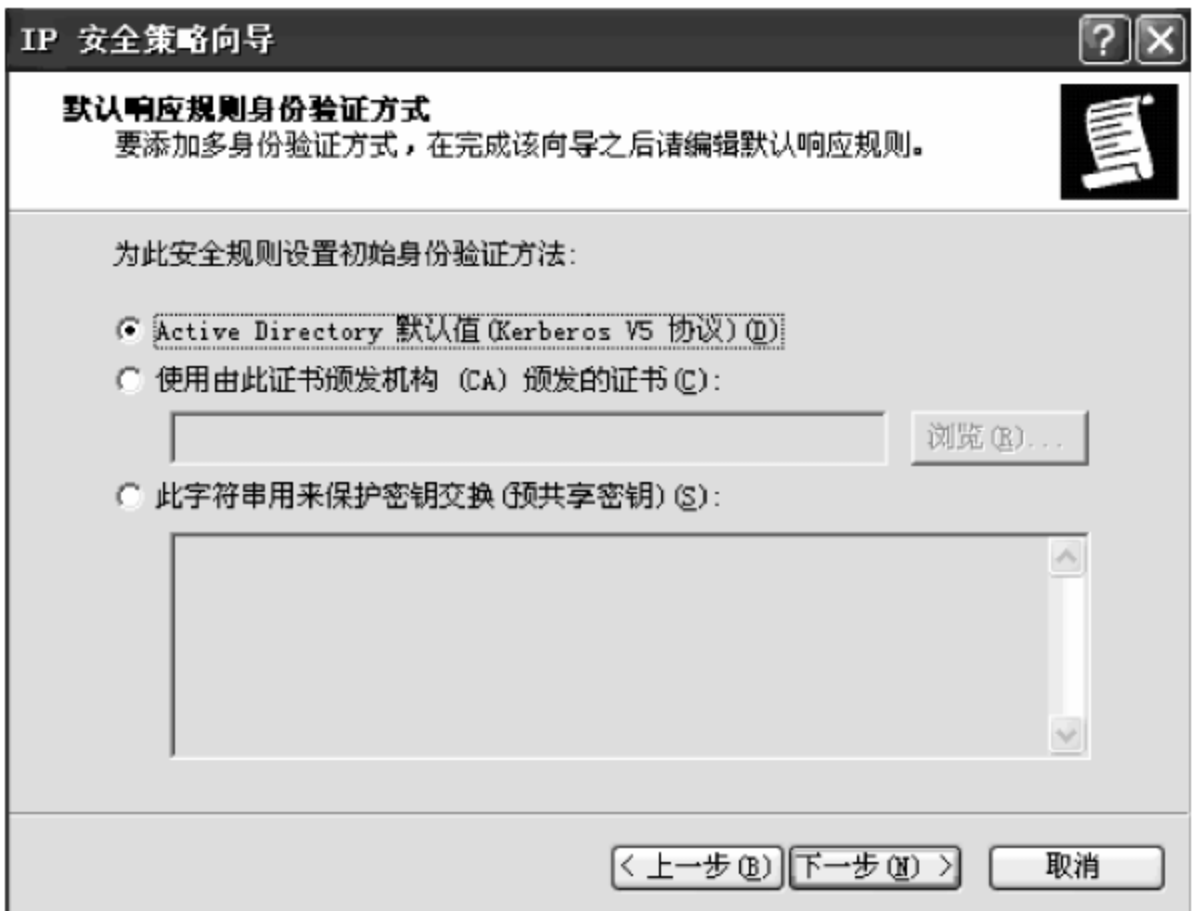 IP 安全策略向导
默认响应规则身份验证方式
要添加多身份验证方式，在完成该向导之后请编辑默认响应规则。
为此安全规则设置初始身份验证方法:
Active Directory 默认值(Kerberos V5 协议)(D)
使用由此证书颁发机构 (CA) 颁发的证书(C):
浏览(R)...
此字符串用来保护密钥交换(预共享密钥)(S):
< 上一步(B) 下一步(N) > 取消